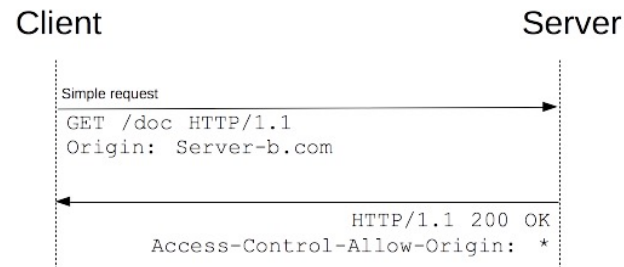 Client
Server
Simple request
GET /doc HTTP/1.1
Origin: Server-b.com
HTTP/1.1 200 OK
Access-Control-Allow-Origin: *